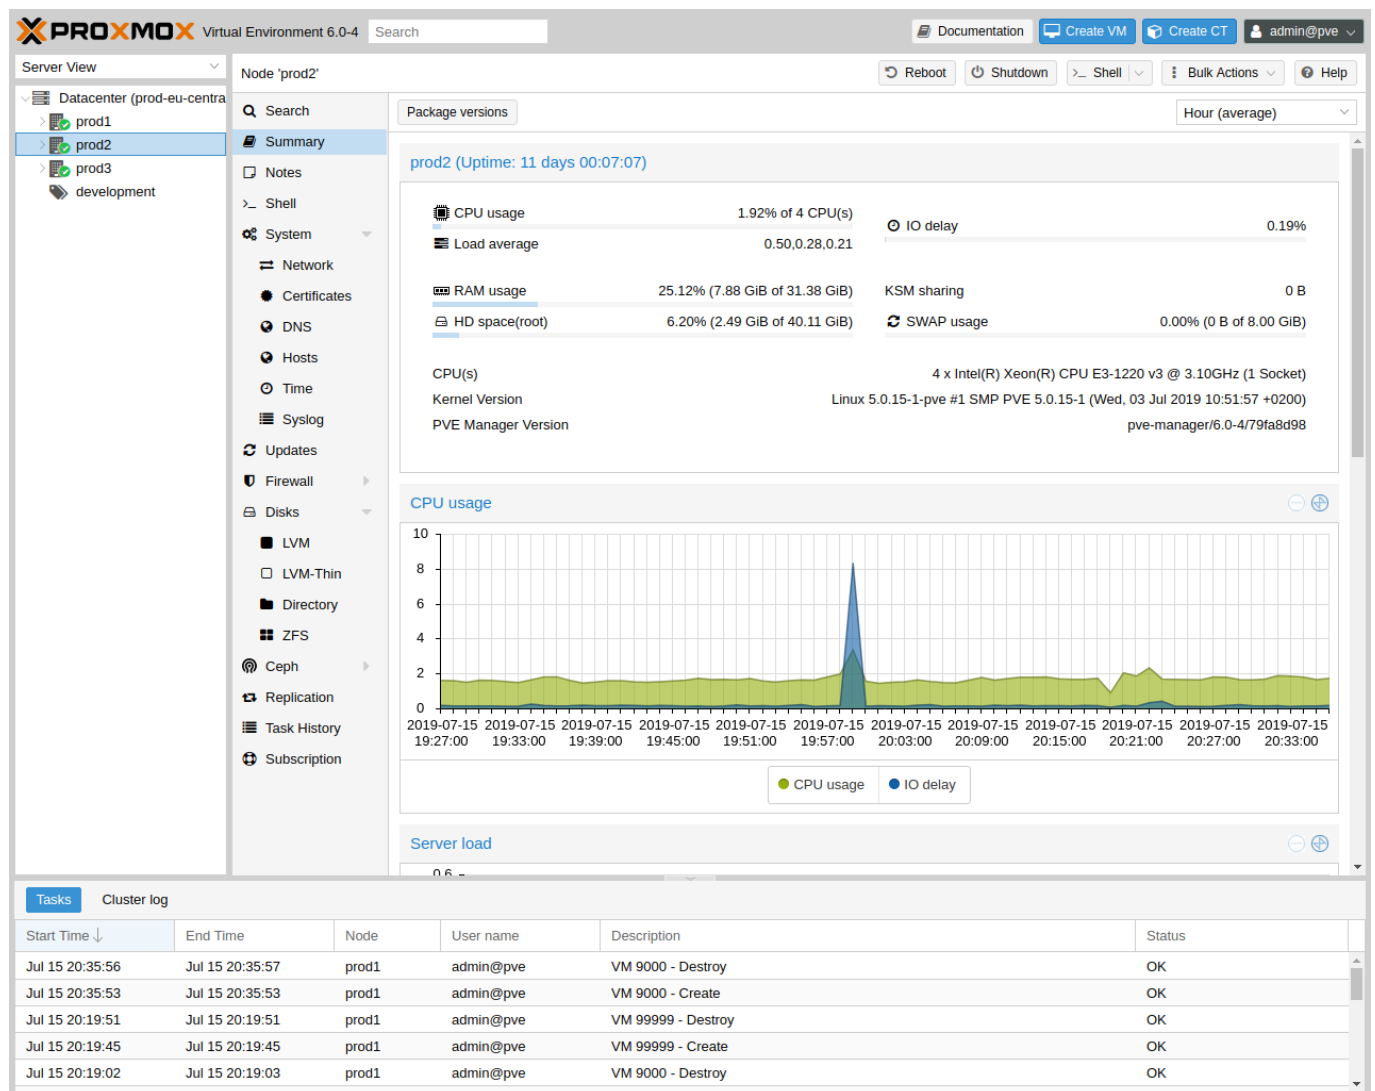 PROXMOX Virtual Environment 6.0-4 Search Documentation Create VM Create CT admin@pve
Server View
Datacenter (prod-eu-centra
prod1
prod2
prod3
development
Node 'prod2' Reboot Shutdown >_ Shell Bulk Actions Help
Search
Summary
Notes
>_ Shell
System
Network
Certificates
DNS
Hosts
Time
Syslog
Updates
Firewall
Disks
LVM
LVM-Thin
Directory
ZFS
Ceph
Replication
Task History
Subscription
Package versions Hour (average)
prod2 (Uptime: 11 days 00:07:07)
CPU usage 1.92% of 4 CPU(s)
Load average 0.50,0.28,0.21
IO delay 0.19%
RAM usage 25.12% (7.88 GiB of 31.38 GiB) KSM sharing 0 B
HD space(root) 6.20% (2.49 GiB of 40.11 GiB) SWAP usage 0.00% (0 B of 8.00 GiB)
CPU(s) 4 x Intel(R) Xeon(R) CPU E3-1220 v3 @ 3.10GHz (1 Socket)
Kernel Version Linux 5.0.15-1-pve #1 SMP PVE 5.0.15-1 (Wed, 03 Jul 2019 10:51:57 +0200)
PVE Manager Version pve-manager/6.0-4/79fa8d98
CPU usage
10
8
6
4
2
0
2019-07-15 2019-07-15 2019-07-15 2019-07-15 2019-07-15 2019-07-15 2019-07-15 2019-07-15 2019-07-15 2019-07-15 2019-07-15 2019-07-15
19:27:00 19:33:00 19:39:00 19:45:00 19:51:00 19:57:00 20:03:00 20:09:00 20:15:00 20:21:00 20:27:00 20:33:00
CPU usage IO delay
Server load
0.6
Tasks Cluster log
Start Time End Time Node User name Description Status
Jul 15 20:35:56 Jul 15 20:35:57 prod1 admin@pve VM 9000 - Destroy OK
Jul 15 20:35:53 Jul 15 20:35:53 prod1 admin@pve VM 9000 - Create OK
Jul 15 20:19:51 Jul 15 20:19:51 prod1 admin@pve VM 99999 - Destroy OK
Jul 15 20:19:45 Jul 15 20:19:45 prod1 admin@pve VM 99999 - Create OK
Jul 15 20:19:02 Jul 15 20:19:03 prod1 admin@pve VM 9000 - Destroy OK